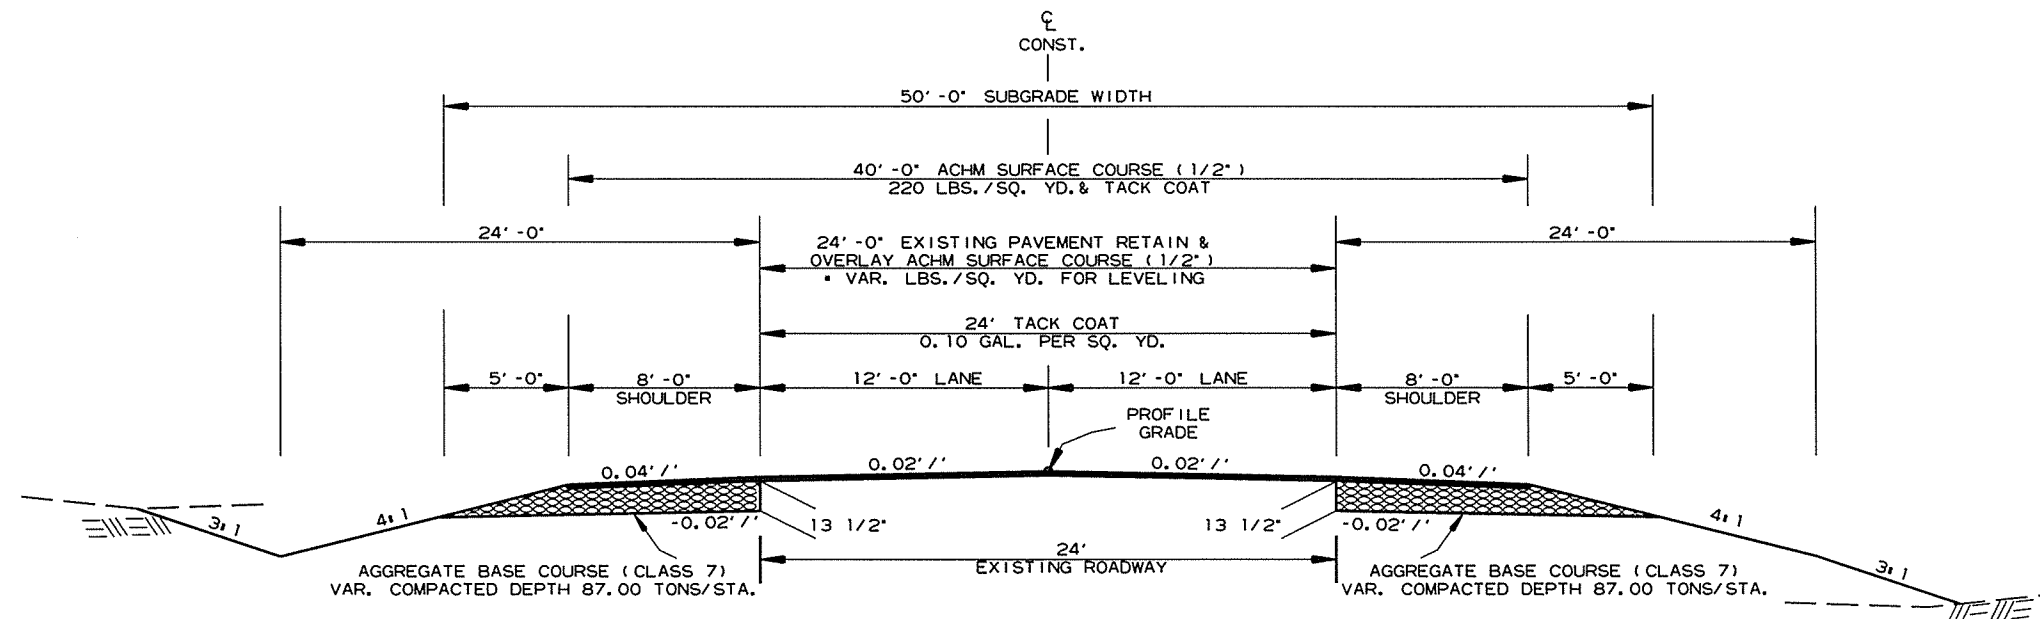 ℄
CONST.
50'-0" SUBGRADE WIDTH
40'-0" ACHM SURFACE COURSE (1/2")
220 LBS./SQ. YD.& TACK COAT
24'-0"
24'-0" EXISTING PAVEMENT RETAIN &
OVERLAY ACHM SURFACE COURSE (1/2")
* VAR. LBS./SQ. YD. FOR LEVELING
24'-0"
24' TACK COAT
0.10 GAL. PER SQ. YD.
5'-0"
8'-0"
SHOULDER
12'-0" LANE
12'-0" LANE
8'-0"
SHOULDER
5'-0"
PROFILE
GRADE
0.04'/'
0.02'/'
0.02'/'
0.04'/'
3:1
4:1
-0.02'/'
13 1/2"
13 1/2"
-0.02'/'
4:1
3:1
24'
EXISTING ROADWAY
AGGREGATE BASE COURSE (CLASS 7)
VAR. COMPACTED DEPTH 87.00 TONS/STA.
AGGREGATE BASE COURSE (CLASS 7)
VAR. COMPACTED DEPTH 87.00 TONS/STA.